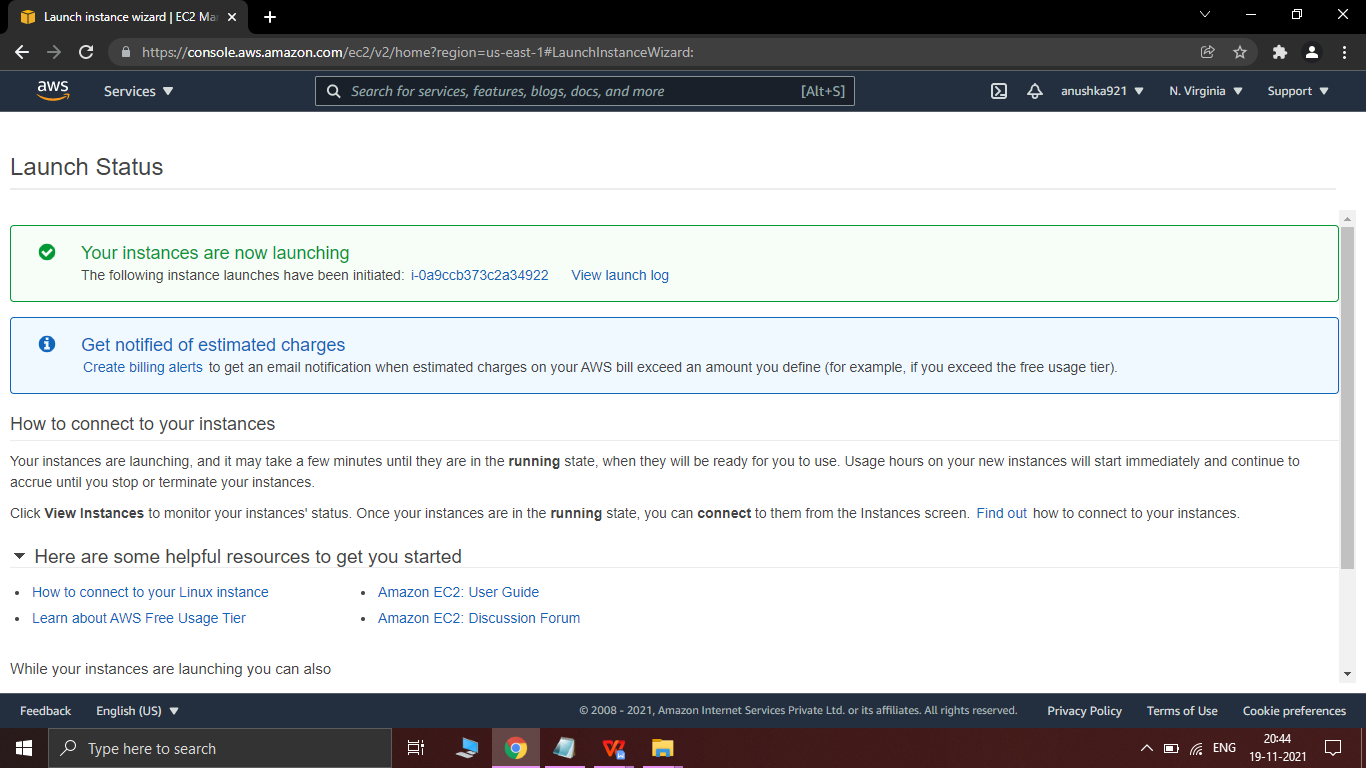 Launch instance wizard | EC2 Ma
https://console.aws.amazon.com/ec2/v2/home?region=us-east-1#LaunchInstanceWizard:
aws Services Search for services, features, blogs, docs, and more [Alt+S] anushka921 N. Virginia Support
Launch Status
Your instances are now launching
The following instance launches have been initiated: i-0a9ccb373c2a34922 View launch log
Get notified of estimated charges
Create billing alerts to get an email notification when estimated charges on your AWS bill exceed an amount you define (for example, if you exceed the free usage tier).
How to connect to your instances
Your instances are launching, and it may take a few minutes until they are in the running state, when they will be ready for you to use. Usage hours on your new instances will start immediately and continue to
accrue until you stop or terminate your instances.
Click View Instances to monitor your instances' status. Once your instances are in the running state, you can connect to them from the Instances screen. Find out how to connect to your instances.
Here are some helpful resources to get you started
• How to connect to your Linux instance • Amazon EC2: User Guide
• Learn about AWS Free Usage Tier • Amazon EC2: Discussion Forum
While your instances are launching you can also
Feedback English (US) © 2008 - 2021, Amazon Internet Services Private Ltd. or its affiliates. All rights reserved. Privacy Policy Terms of Use Cookie preferences
Type here to search ENG 20:44
19-11-2021